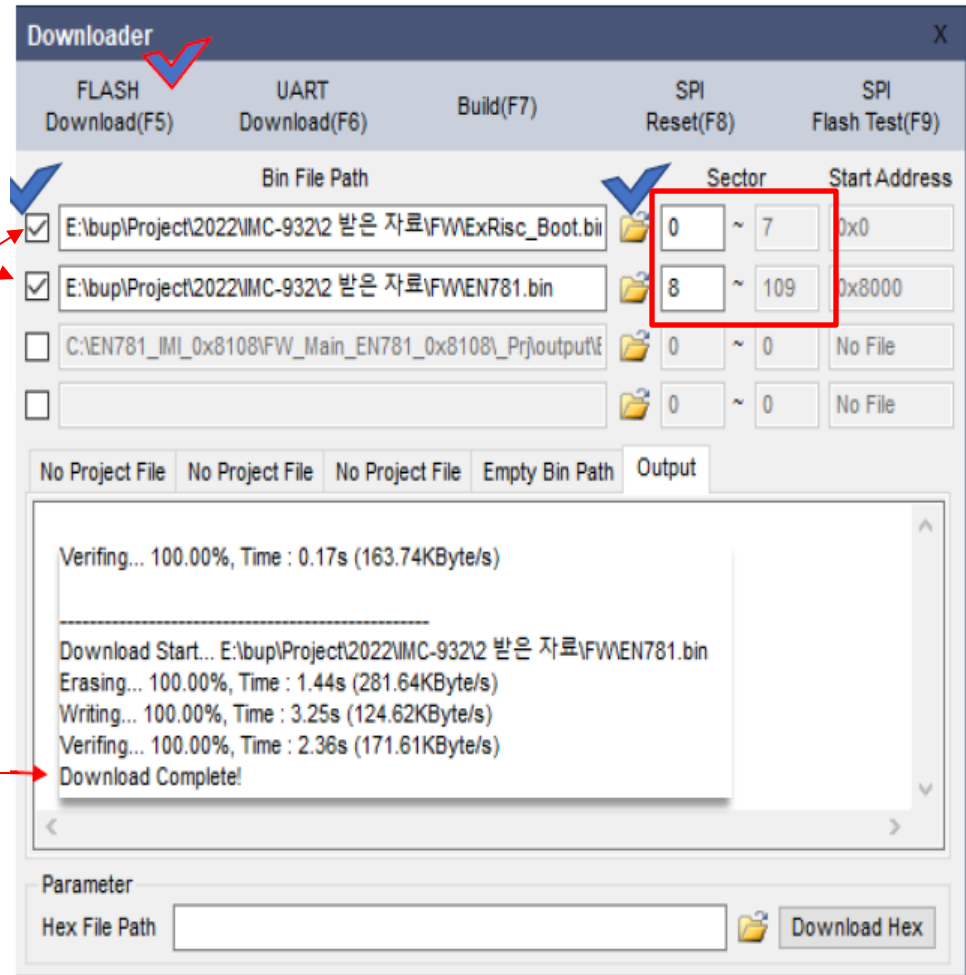 Downloader X
FLASH Download(F5)
UART Download(F6)
Build(F7)
SPI Reset(F8)
SPI Flash Test(F9)
Bin File Path Sector Start Address
E:\bup\Project\2022\IMC-932\2 받은 자료\FW\ExRisc_Boot.bi 0 ~ 7 0x0
E:\bup\Project\2022\IMC-932\2 받은 자료\FW\EN781.bin 8 ~ 109 0x8000
C:\EN781_IMI_0x8108\FW_Main_EN781_0x8108\_Prj\output\E 0 ~ 0 No File
0 ~ 0 No File
No Project File No Project File No Project File Empty Bin Path Output
Verifing... 100.00%, Time : 0.17s (163.74KByte/s)
--------------------------------------------------
Download Start... E:\bup\Project\2022\IMC-932\2 받은 자료\FW\EN781.bin
Erasing... 100.00%, Time : 1.44s (281.64KByte/s)
Writing... 100.00%, Time : 3.25s (124.62KByte/s)
Verifing... 100.00%, Time : 2.36s (171.61KByte/s)
Download Complete!
Parameter
Hex File Path Download Hex